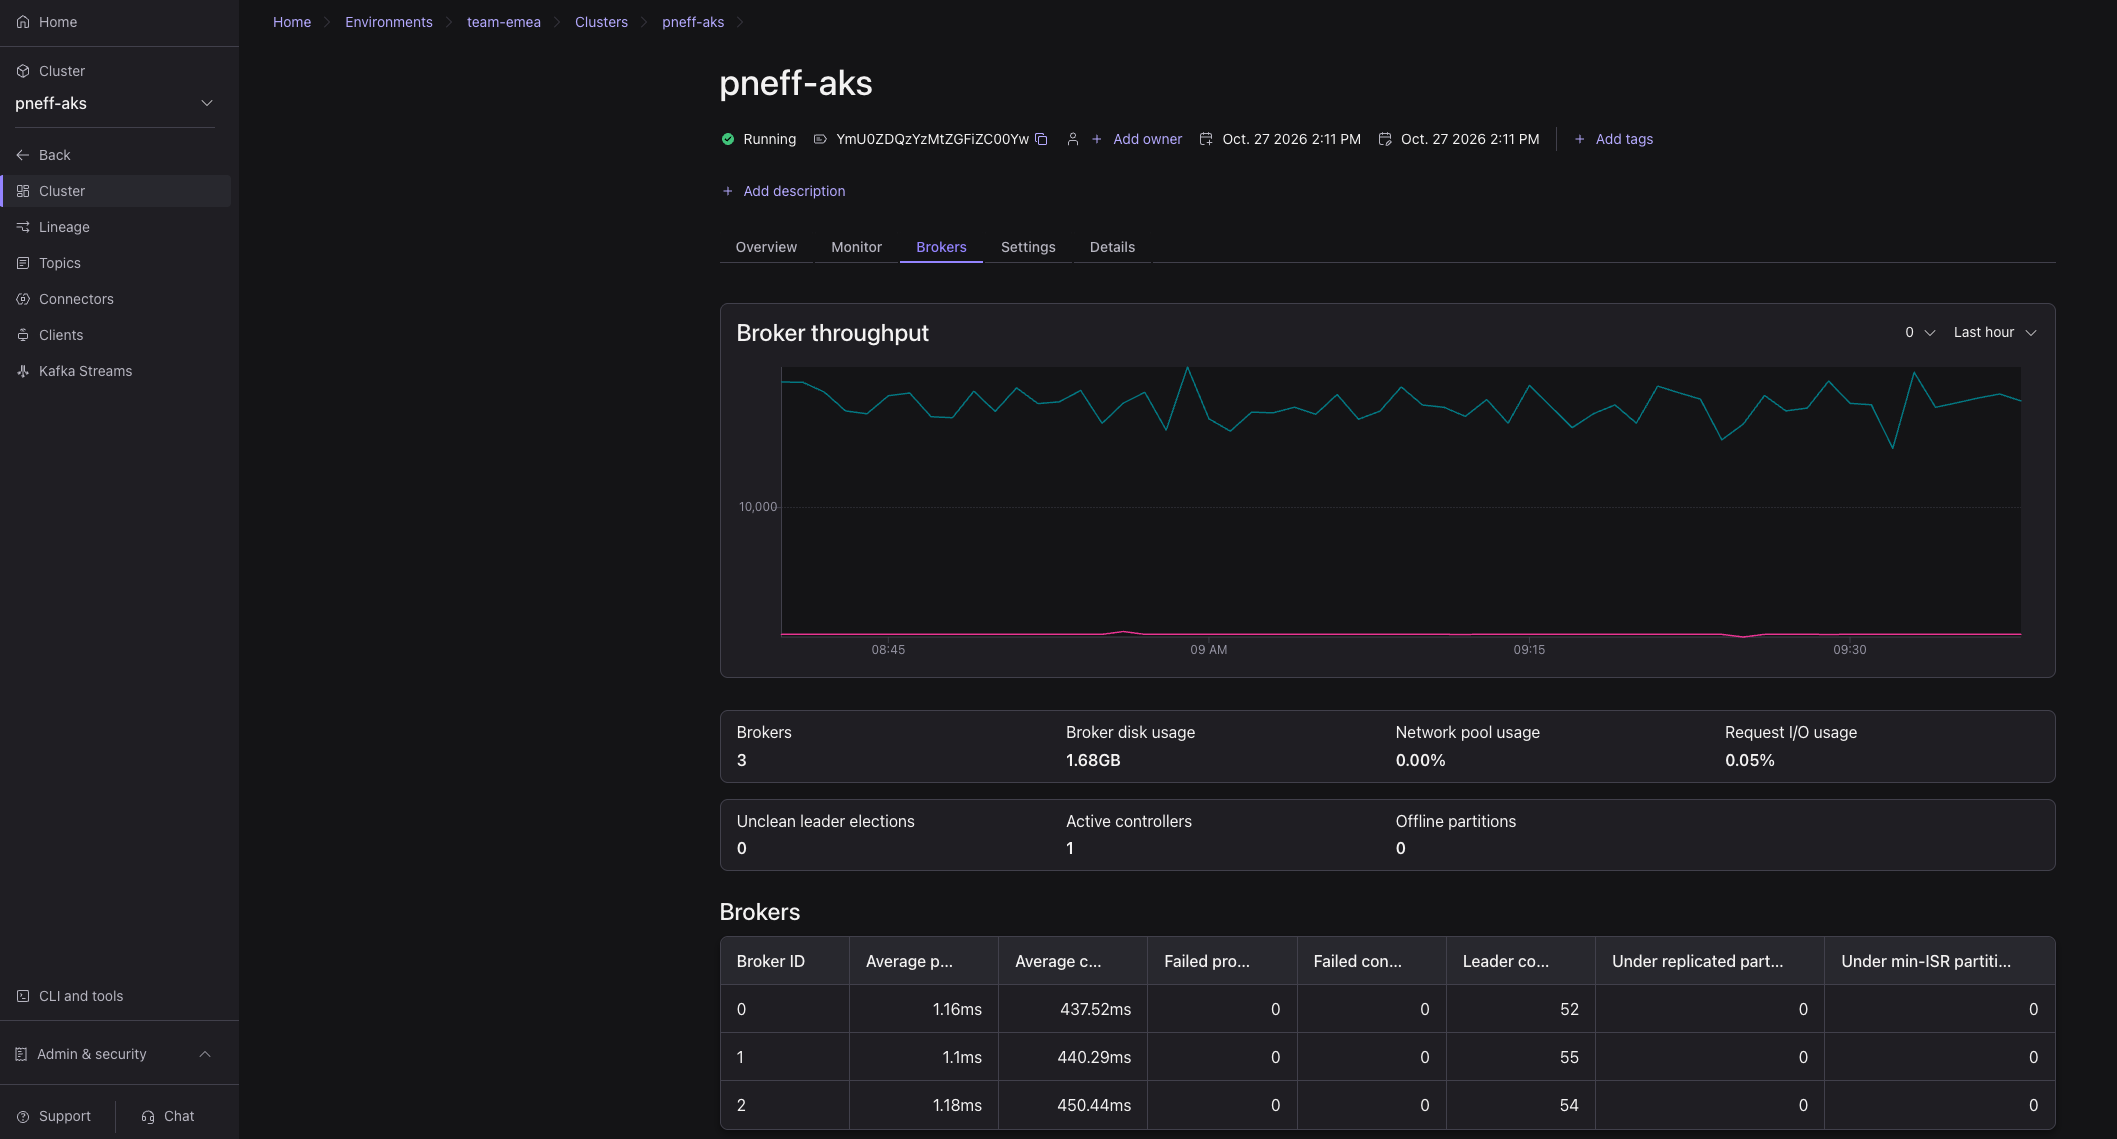 Home
Cluster
pneff-aks
Back
Cluster
Lineage
Topics
Connectors
Clients
Kafka Streams
CLI and tools
Admin & security
Support Chat
Home Environments team-emea Clusters pneff-aks
pneff-aks
Running YmU0ZDQzYzMtZGFiZC00Yw + Add owner Oct. 27 2026 2:11 PM Oct. 27 2026 2:11 PM + Add tags
+ Add description
Overview Monitor Brokers Settings Details
Broker throughput 0 Last hour
10,000
08:45 09 AM 09:15 09:30
Brokers Broker disk usage Network pool usage Request I/O usage
3 1.68GB 0.00% 0.05%
Unclean leader elections Active controllers Offline partitions
0 1 0
Brokers
Broker ID Average p... Average c... Failed pro... Failed con... Leader co... Under replicated part... Under min-ISR partiti...
0 1.16ms 437.52ms 0 0 52 0 0
1 1.1ms 440.29ms 0 0 55 0 0
2 1.18ms 450.44ms 0 0 54 0 0